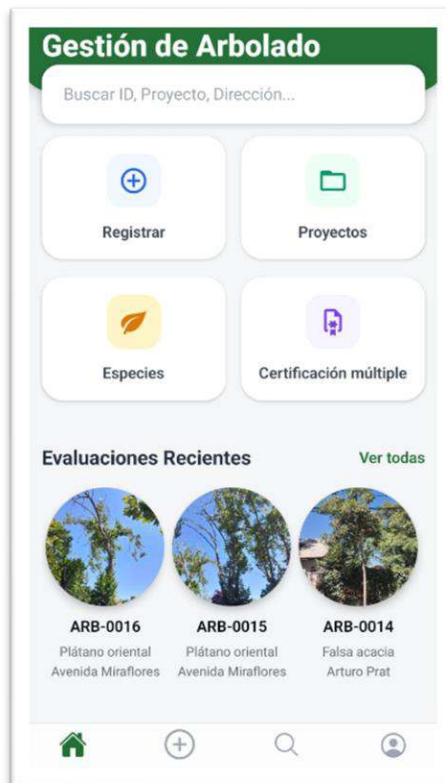 Gestión de Arbolado
Buscar ID, Proyecto, Dirección...
Registrar
Proyectos
Especies
Certificación múltiple
Evaluaciones Recientes
Ver todas
ARB-0016
Plátano oriental
Avenida Miraflores
ARB-0015
Plátano oriental
Avenida Miraflores
ARB-0014
Falsa acacia
Arturo Prat